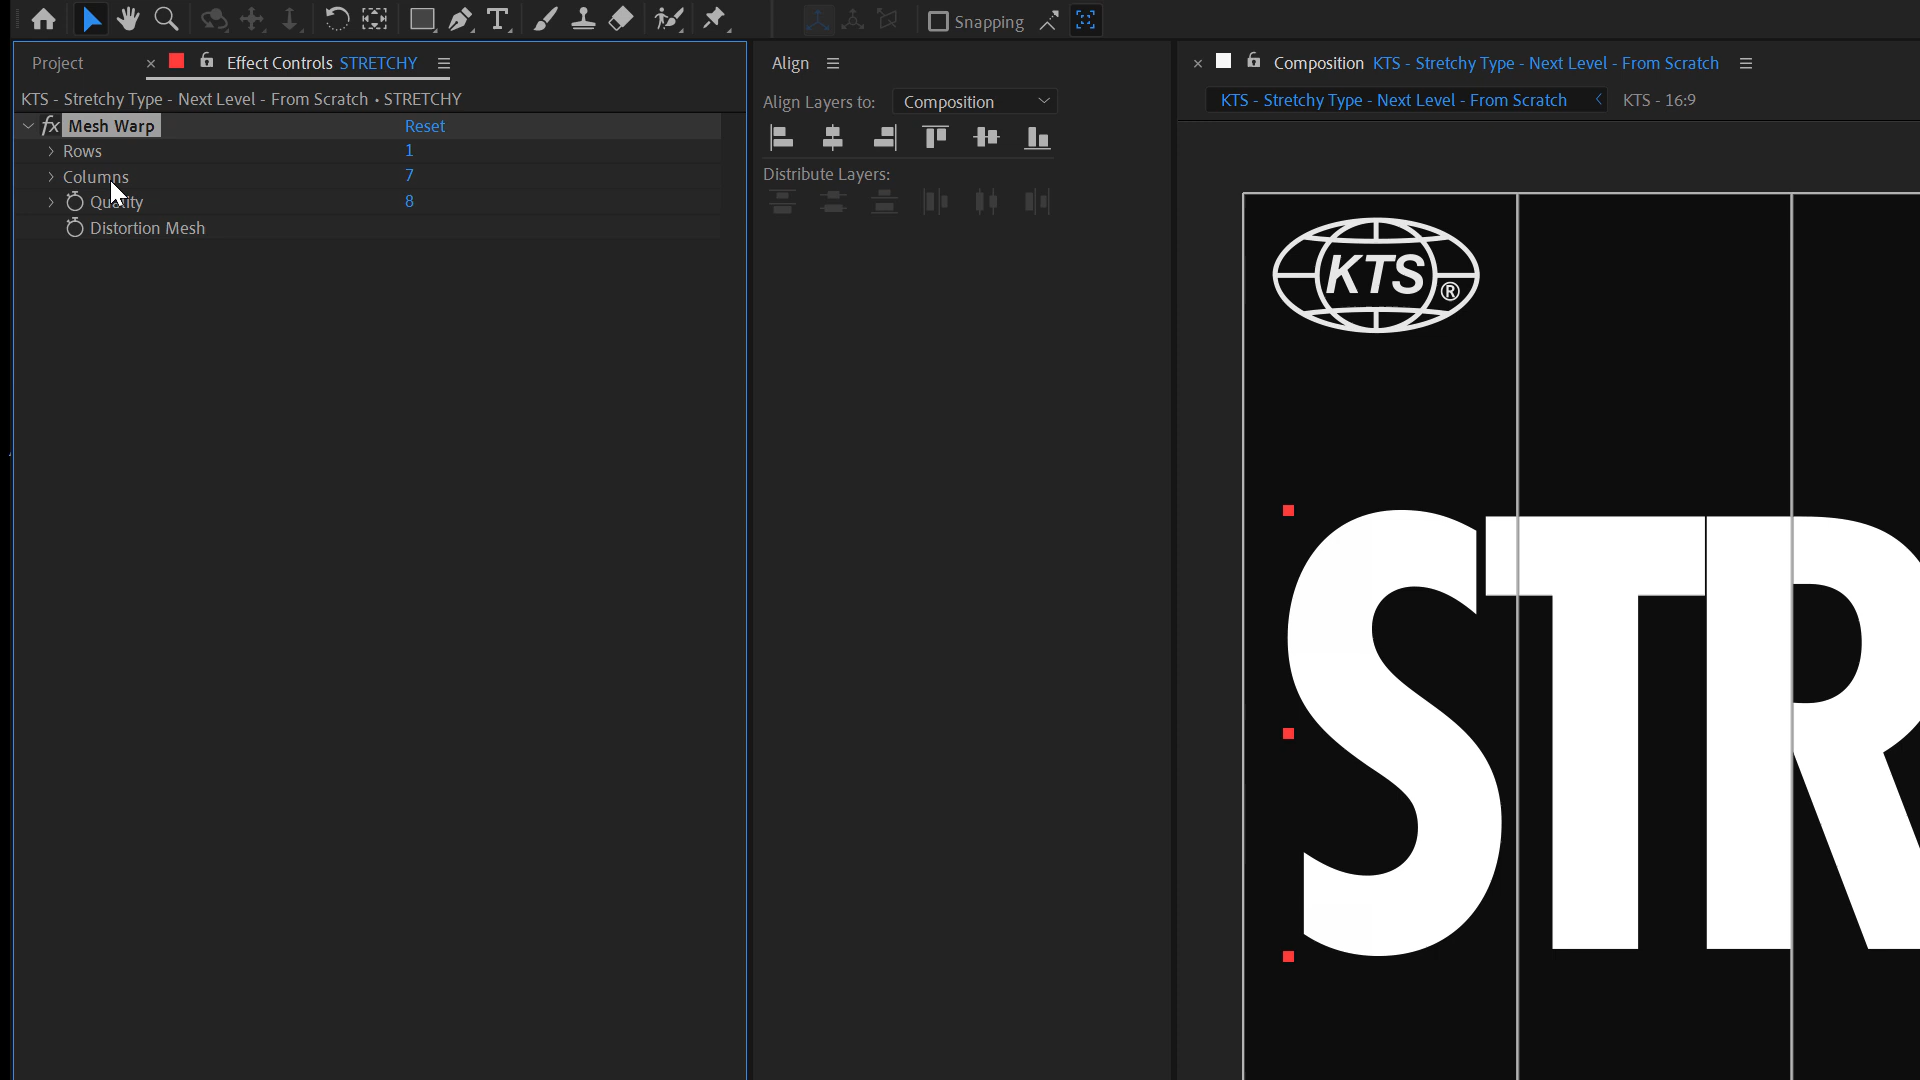 Snapping
Project
Effect Controls STRETCHY
KTS - Stretchy Type - Next Level - From Scratch • STRETCHY
fx Mesh Warp Reset
Rows 1
Columns 7
Quality 8
Distortion Mesh
Align
Align Layers to: Composition
Distribute Layers:
Composition KTS - Stretchy Type - Next Level - From Scratch
KTS - Stretchy Type - Next Level - From Scratch KTS - 16:9
KTS ®
STR